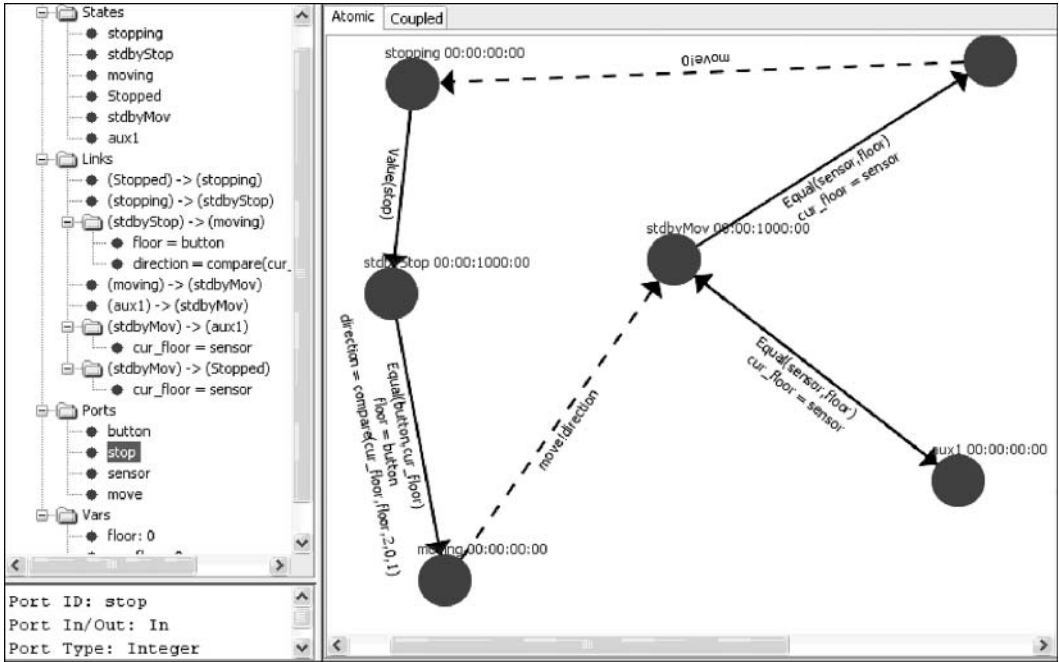 States
stopping
stdbyStop
moving
Stopped
stdbyMov
aux1
Links
(Stopped) -> (stopping)
(stopping) -> (stdbyStop)
(stdbyStop) -> (moving)
floor = button
direction = compare(cur_
(moving) -> (stdbyMov)
(aux1) -> (stdbyMov)
(stdbyMov) -> (aux1)
cur_floor = sensor
(stdbyMov) -> (Stopped)
cur_floor = sensor
Ports
button
stop
sensor
move
Vars
floor: 0
Port ID: stop
Port In/Out: In
Port Type: Integer
Atomic
Coupled
stopping 00:00:00:00
move!0
Value(stop)
Equal(sensor,floor)
cur_floor = sensor
stdbyMov 00:00:1000:00
stdbyStop 00:00:1000:00
Equal(button,cur_floor)
floor = button
direction = compare(cur_floor,floor,2,0,1)
move!direction
Equal(sensor,floor)
cur_floor = sensor
aux1 00:00:00:00
moving 00:00:00:00